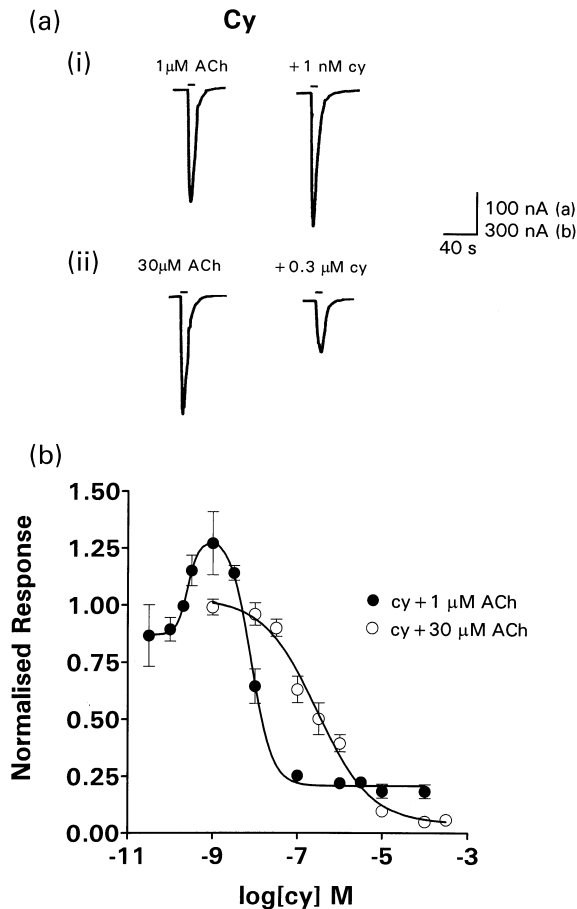 (a) Cy
(i)
1μM ACh +1 nM cy
100 nA (a)
300 nA (b)
40 s
(ii)
30μM ACh +0.3 μM cy
(b)
1.50
1.25
1.00
0.75
0.50
0.25
0.00
Normalised Response
cy+1 μM ACh
cy+30 μM ACh
-11 -9 -7 -5 -3
log[cy] M